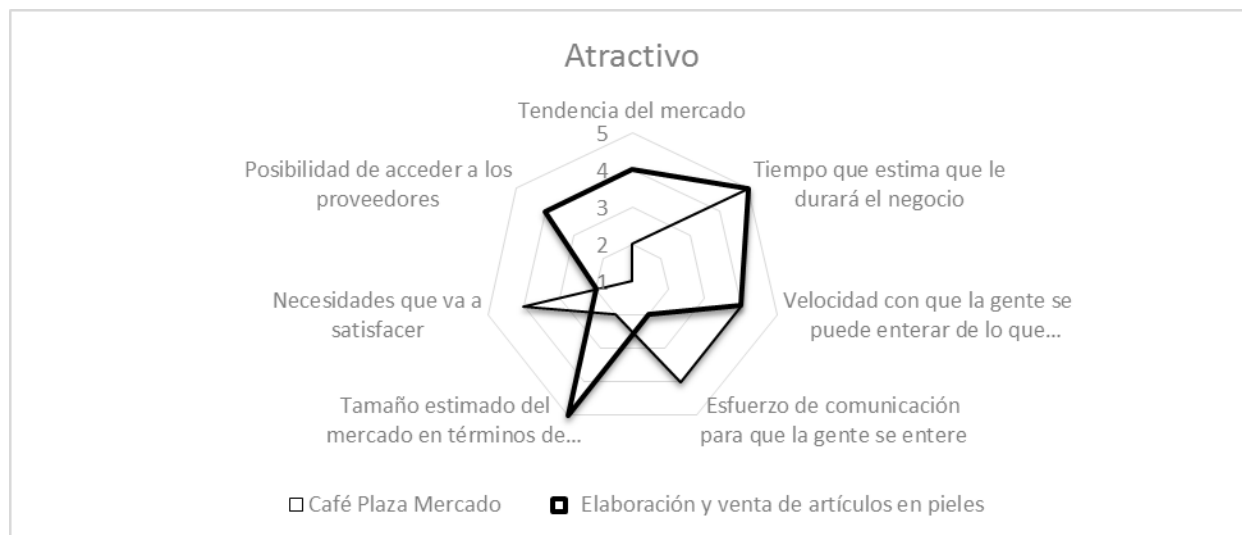 Atractivo
Tendencia del mercado
5
4
3
2
1
Tiempo que estima que le
durará el negocio
Velocidad con que la gente se
puede enterar de lo que...
Esfuerzo de comunicación
para que la gente se entere
Tamaño estimado del
mercado en términos de...
Necesidades que va a
satisfacer
Posibilidad de acceder a los
proveedores
Café Plaza Mercado
Elaboración y venta de artículos en pieles